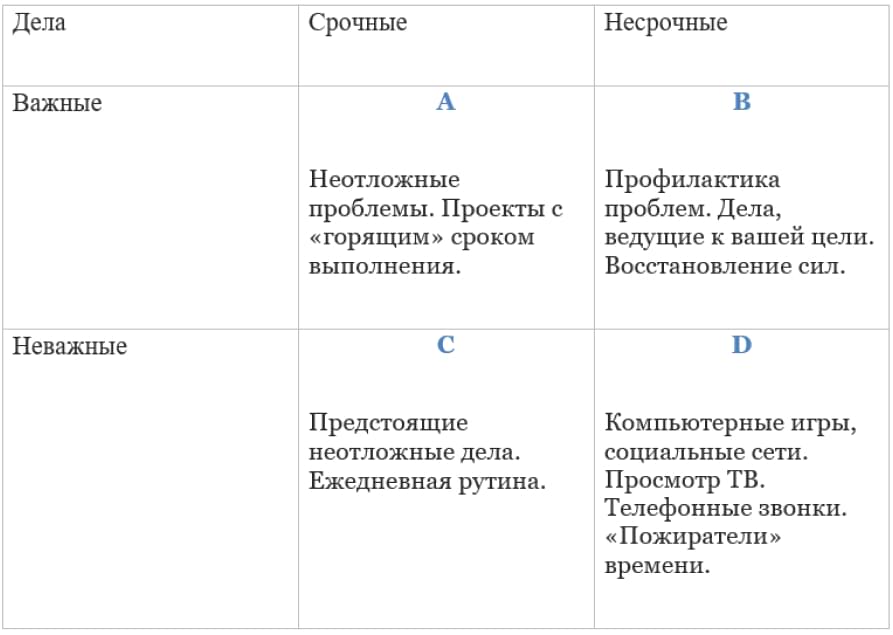 Дела
Срочные
Несрочные
Важные
A
Неотложные
проблемы. Проекты с
«горящим» сроком
выполнения.
B
Профилактика
проблем. Дела,
ведущие к вашей цели.
Восстановление сил.
Неважные
C
Предстоящие
неотложные дела.
Ежедневная рутина.
D
Компьютерные игры,
социальные сети.
Просмотр ТВ.
Телефонные звонки.
«Пожиратели»
времени.